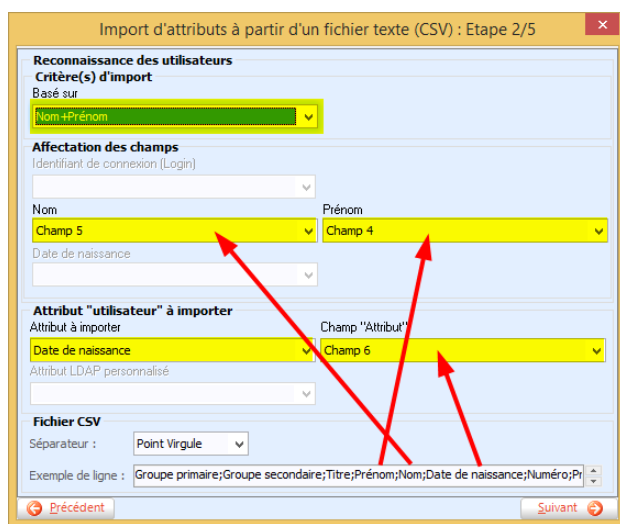 Import d'attributs à partir d'un fichier texte (CSV) : Etape 2/5
Reconnaissance des utilisateurs
Critère(s) d'import
Basé sur
Nom+Prénom
Affectation des champs
Identifiant de connexion (Login)
Nom Prénom
Champ 5 Champ 4
Date de naissance
Attribut "utilisateur" à importer
Attribut à importer Champ "Attribut"
Date de naissance Champ 6
Attribut LDAP personnalisé
Fichier CSV
Séparateur : Point Virgule
Exemple de ligne : Groupe primaire;Groupe secondaire;Titre;Prénom;Nom;Date de naissance;Numéro;Pr
Précédent Suivant